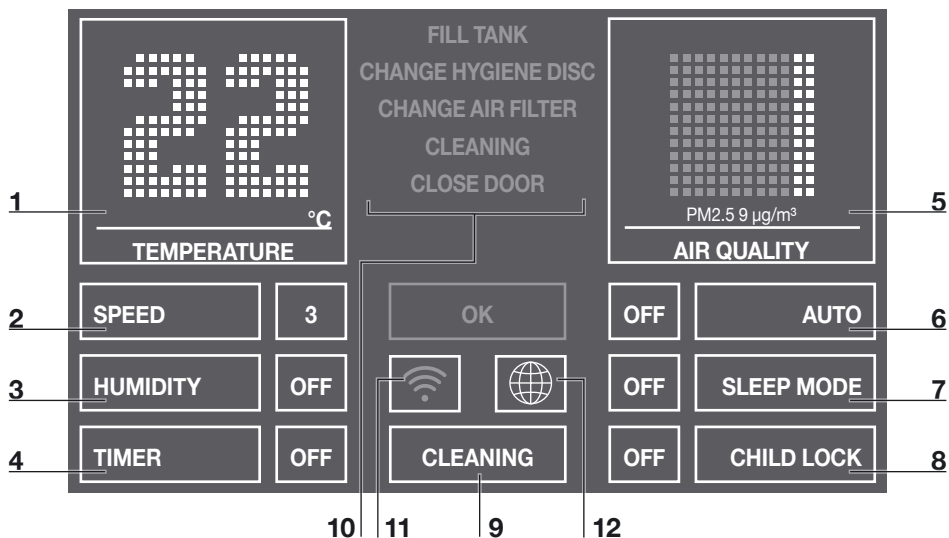 22
°C
TEMPERATURE
FILL TANK
CHANGE HYGIENE DISC
CHANGE AIR FILTER
CLEANING
CLOSE DOOR
PM2.5 9 µg/m³
AIR QUALITY
1
5
SPEED 3
OK
OFF AUTO
2
6
HUMIDITY OFF
OFF SLEEP MODE
3
7
TIMER OFF
CLEANING
OFF CHILD LOCK
4
8
10 11 9 12